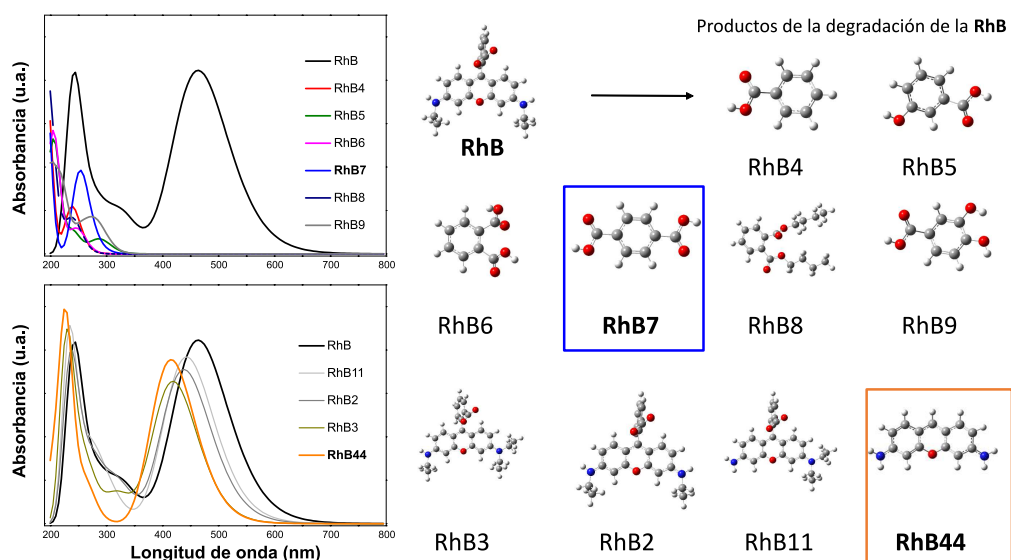 Productos de la degradación de la RhB
Absorbancia (u.a.)
RhB
RhB4
RhB5
RhB6
RhB7
RhB8
RhB9
200 300 400 500 600 700 800
RhB
RhB4
RhB5
RhB6
RhB7
RhB8
RhB9
Absorbancia (u.a.)
RhB
RhB11
RhB2
RhB3
RhB44
200 300 400 500 600 700 800
Longitud de onda (nm)
RhB3
RhB2
RhB11
RhB44